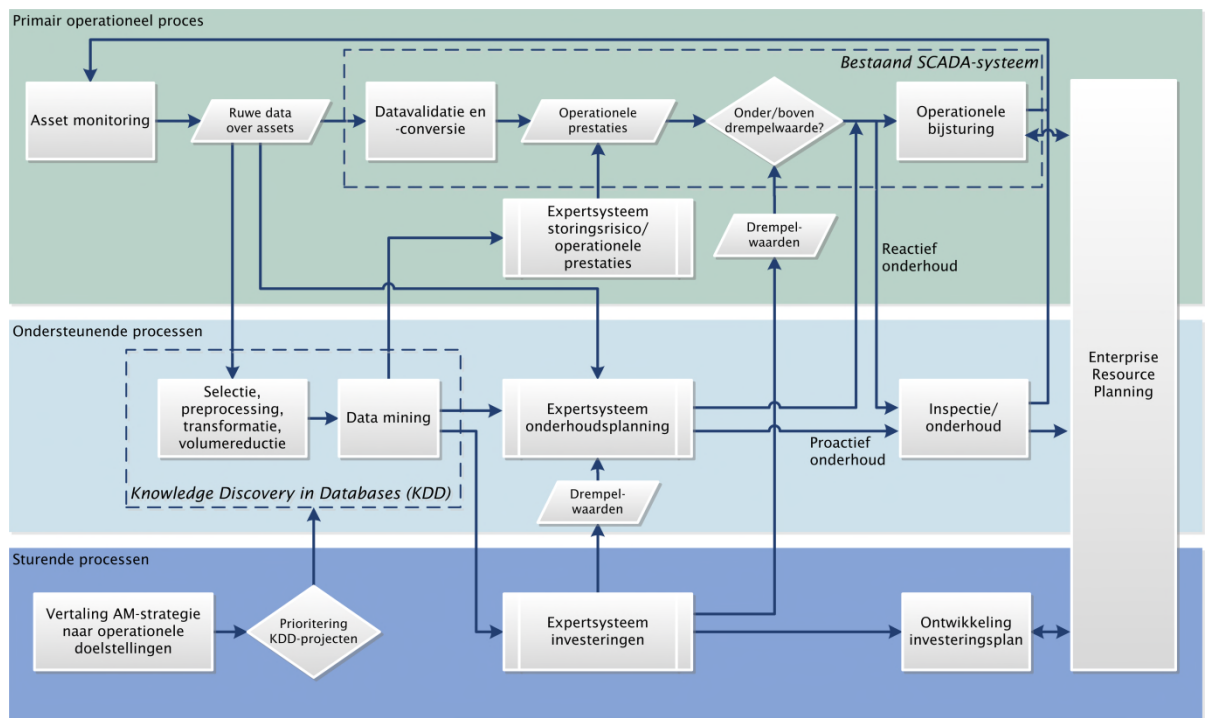 Primair operationeel proces
Bestaand SCADA-systeem
Asset monitoring
Ruwe data
over assets
Datavalidatie en
-conversie
Operationele
prestaties
Onder/boven
drempelwaarde?
Operationele
bijsturing
Expertsysteem
storingsrisico/
operationele
prestaties
Drempel-
waarden
Reactief
onderhoud
Enterprise
Resource
Planning
Ondersteunende processen
Selectie,
preprocessing,
transformatie,
volumereductie
Data mining
Expertsysteem
onderhoudsplanning
Inspectie/
onderhoud
Proactief
onderhoud
Knowledge Discovery in Databases (KDD)
Drempel-
waarden
Sturende processen
Vertaling AM-strategie
naar operationele
doelstellingen
Prioritering
KDD-projecten
Expertsysteem
investeringen
Ontwikkeling
investeringsplan